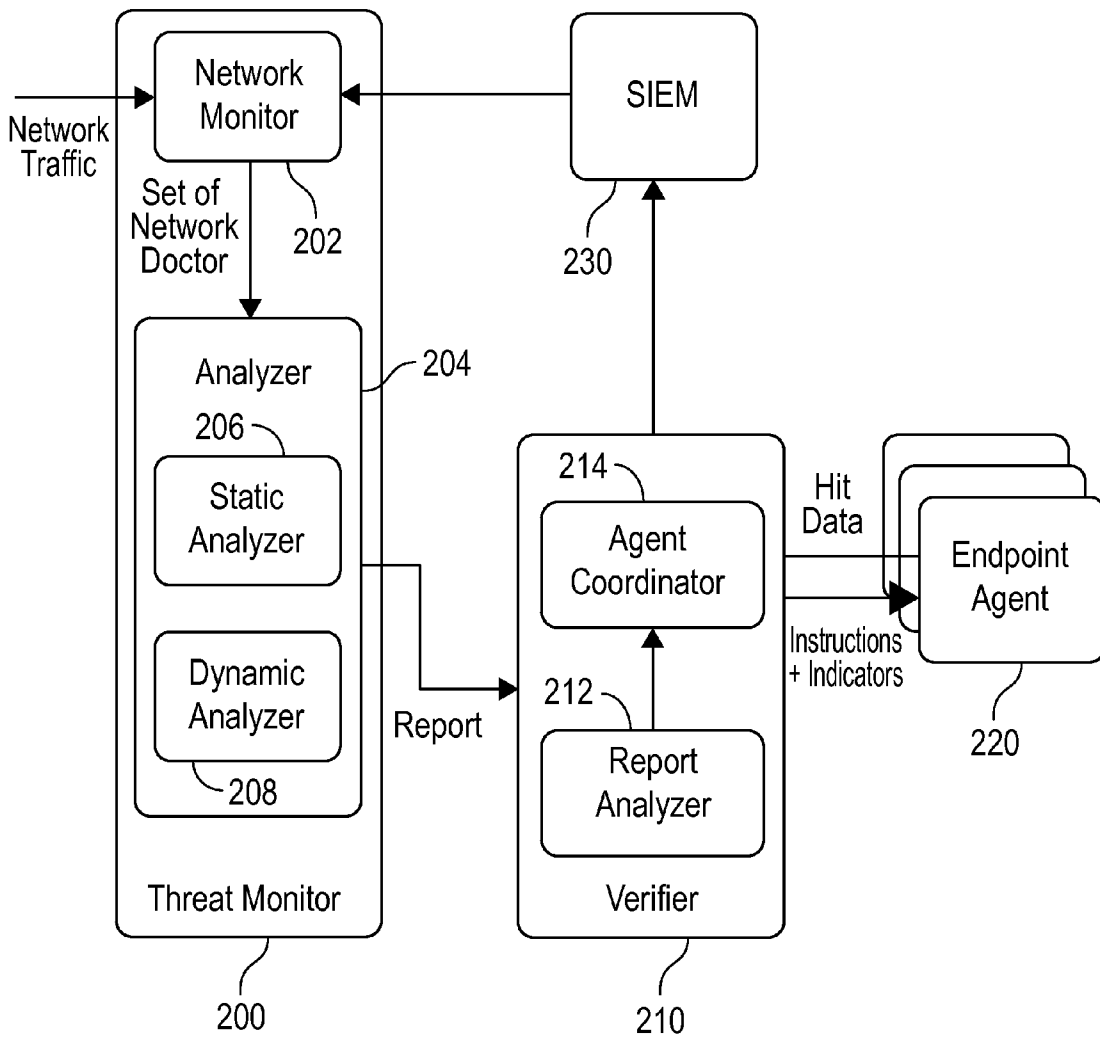 Network
Monitor
SIEM
Network
Traffic
Set of
Network
Doctor
202
230
Analyzer
204
206
Static
Analyzer
214
Agent
Coordinator
Hit
Data
Endpoint
Agent
Instructions
+ Indicators
Dynamic
Analyzer
208
Report
212
Report
Analyzer
220
Threat Monitor
Verifier
200
210